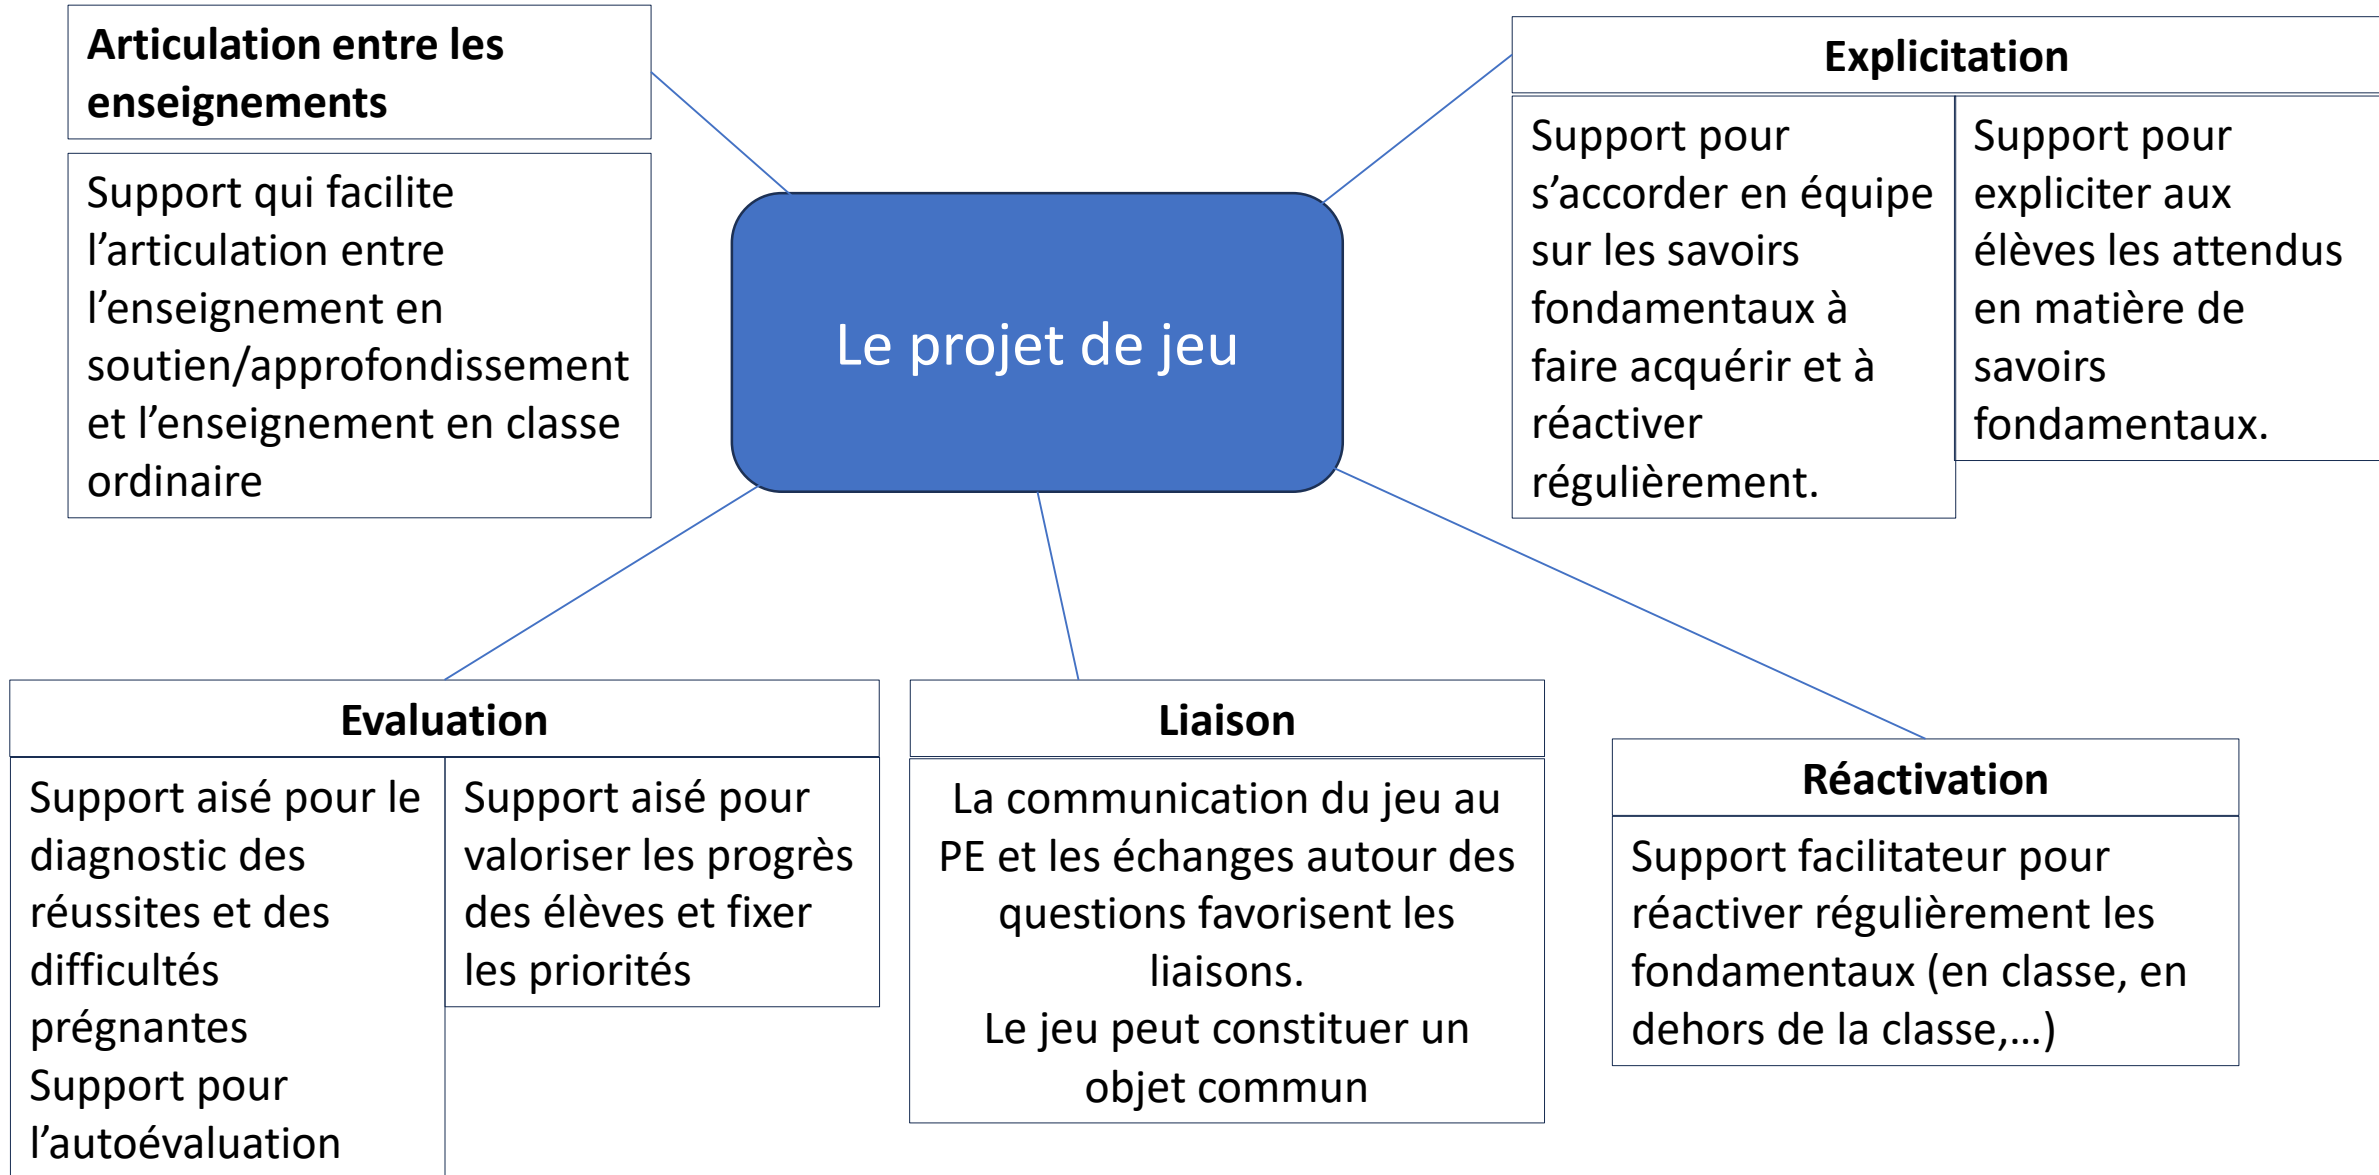 Articulation entre les
enseignements
Support qui facilite
l’articulation entre
l’enseignement en
soutien/approfondissement
et l’enseignement en classe
ordinaire
Le projet de jeu
Explicitation
Support pour
s’accorder en équipe
sur les savoirs
fondamentaux à
faire acquérir et à
réactiver
régulièrement.
Support pour
expliciter aux
élèves les attendus
en matière de
savoirs
fondamentaux.
Evaluation
Support aisé pour le
diagnostic des
réussites et des
difficultés
prégnantes
Support pour
l’autoévaluation
Support aisé pour
valoriser les progrès
des élèves et fixer
les priorités
Liaison
La communication du jeu au
PE et les échanges autour des
questions favorisent les
liaisons.
Le jeu peut constituer un
objet commun
Réactivation
Support facilitateur pour
réactiver régulièrement les
fondamentaux (en classe, en
dehors de la classe,…)